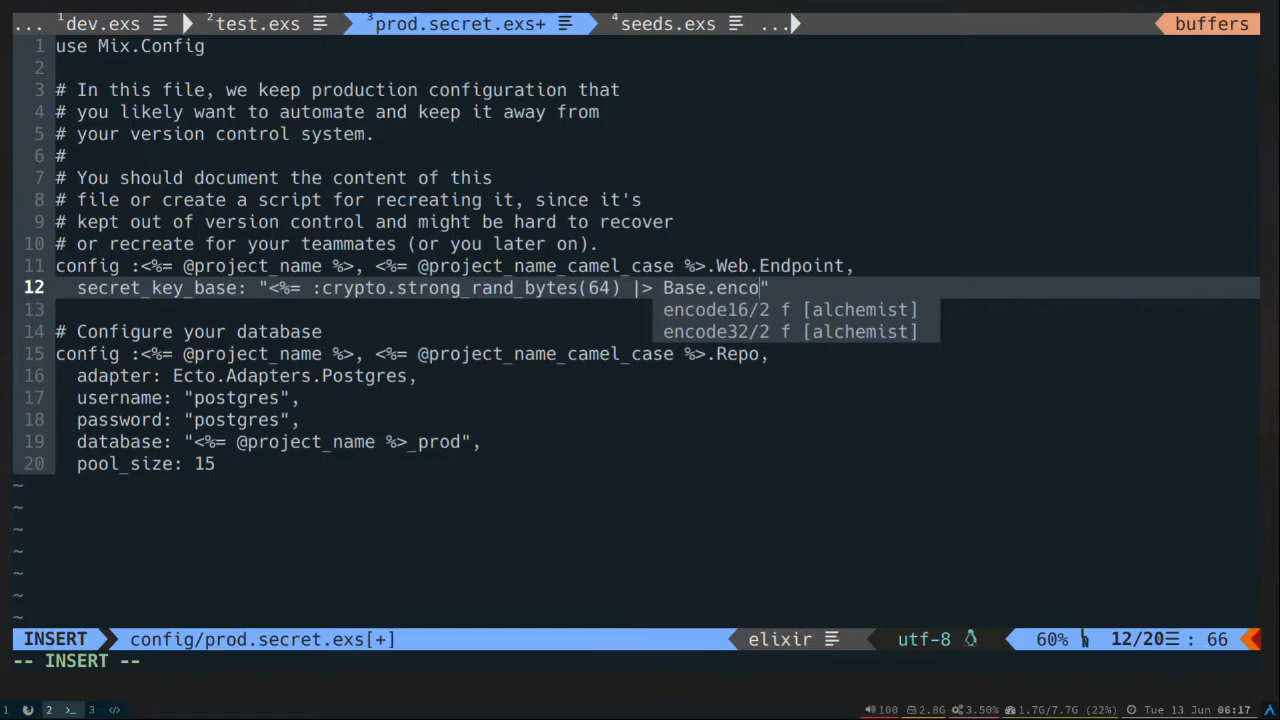 ... 1dev.exs 2test.exs 3prod.secret.exs+ 4seeds.exs ... buffers
1 use Mix.Config
2
3 # In this file, we keep production configuration that
4 # you likely want to automate and keep it away from
5 # your version control system.
6 #
7 # You should document the content of this
8 # file or create a script for recreating it, since it's
9 # kept out of version control and might be hard to recover
10 # or recreate for your teammates (or you later on).
11 config :<%= @project_name %>, <%= @project_name_camel_case %>.Web.Endpoint,
12   secret_key_base: "<%= :crypto.strong_rand_bytes(64) |> Base.enco"
13 encode16/2 f [alchemist]
14 # Configure your database encode32/2 f [alchemist]
15 config :<%= @project_name %>, <%= @project_name_camel_case %>.Repo,
16   adapter: Ecto.Adapters.Postgres,
17   username: "postgres",
18   password: "postgres",
19   database: "<%= @project_name %>_prod",
20   pool_size: 15
~
~
~
~
~
~
~
INSERT config/prod.secret.exs[+] elixir utf-8 60% 12/20 : 66
-- INSERT --
1 2 >_ 3 </> 100 2.8G 3.50% 1.7G/7.7G (22%) Tue 13 Jun 06:17